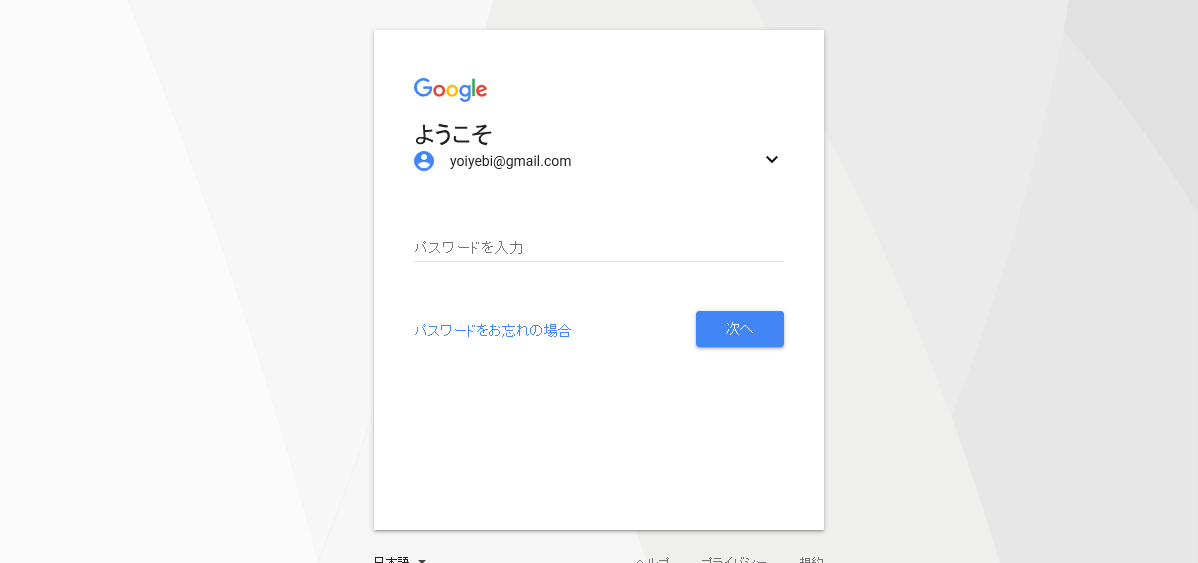 Google
ようこそ
yoiyebi@gmail.com
パスワードを入力
パスワードをお忘れの場合 次へ
日本語 ヘルプ プライバシー 規約